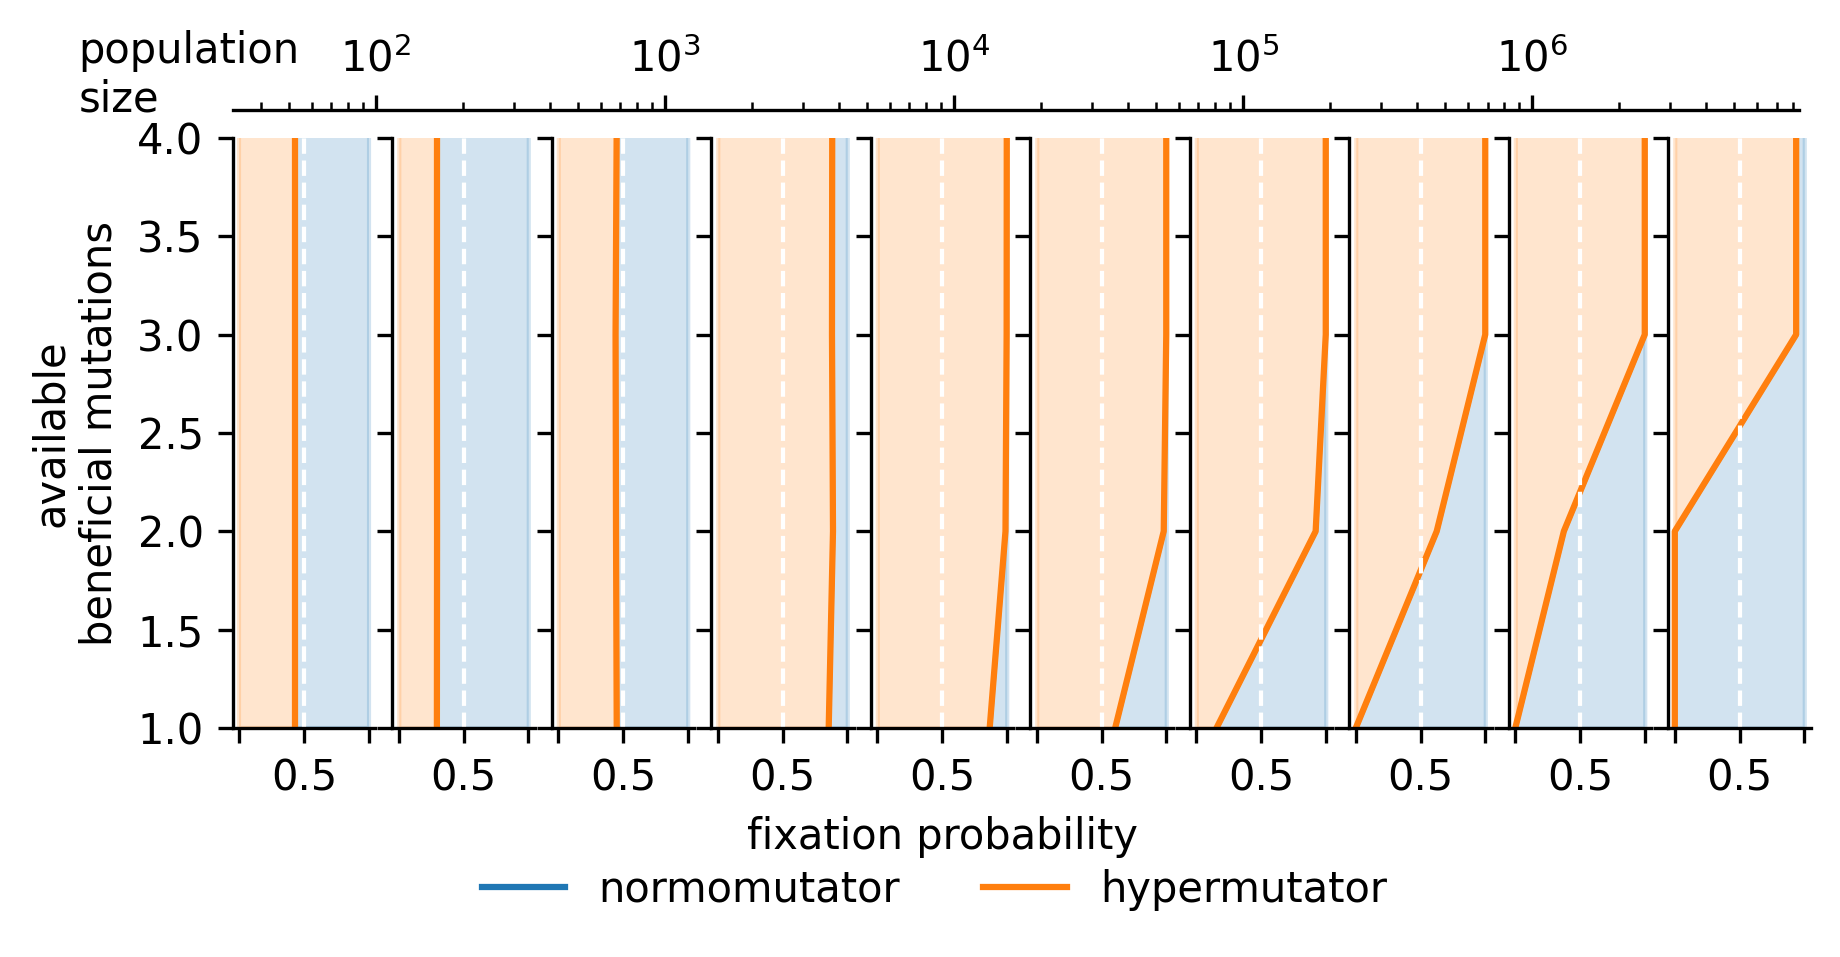 population
size
10²
10³
10⁴
10⁵
10⁶
available
beneficial mutations
4.0
3.5
3.0
2.5
2.0
1.5
1.0
0.5 0.5 0.5 0.5 0.5 0.5 0.5 0.5 0.5 0.5
fixation probability
normomutator hypermutator